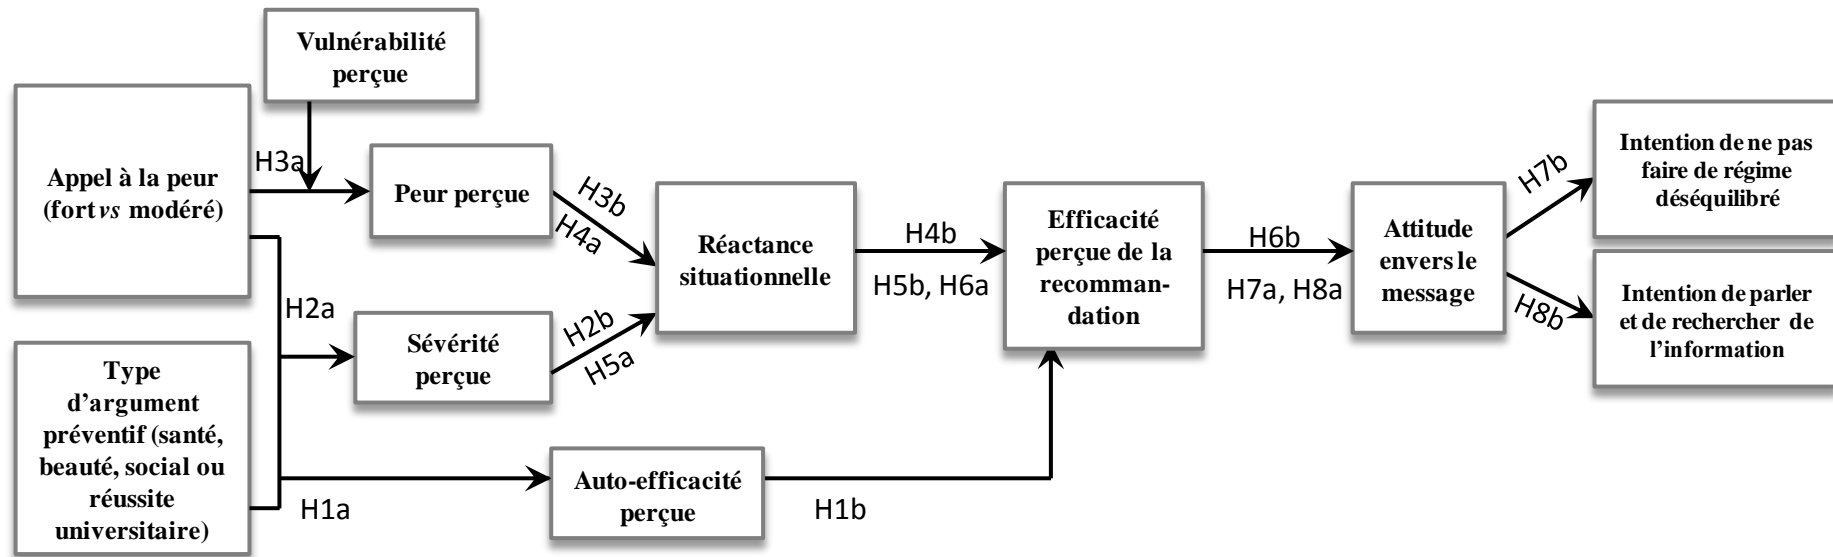 Vulnérabilité
perçue
Appel à la peur
(fort vs modéré)
H3a
Peur perçue
H3b
H4a
H2a
Type
d’argument
préventif (santé,
beauté, social ou
réussite
universitaire)
Sévérité
perçue
H2b
H5a
H1a
Auto-efficacité
perçue
H1b
Réactance
situationnelle
H4b
H5b, H6a
Efficacité
perçue de la
recomman-
dation
H6b
H7a, H8a
Attitude
envers le
message
H7b
H8b
Intention de ne pas
faire de régime
déséquilibré
Intention de parler
et de rechercher de
l’information